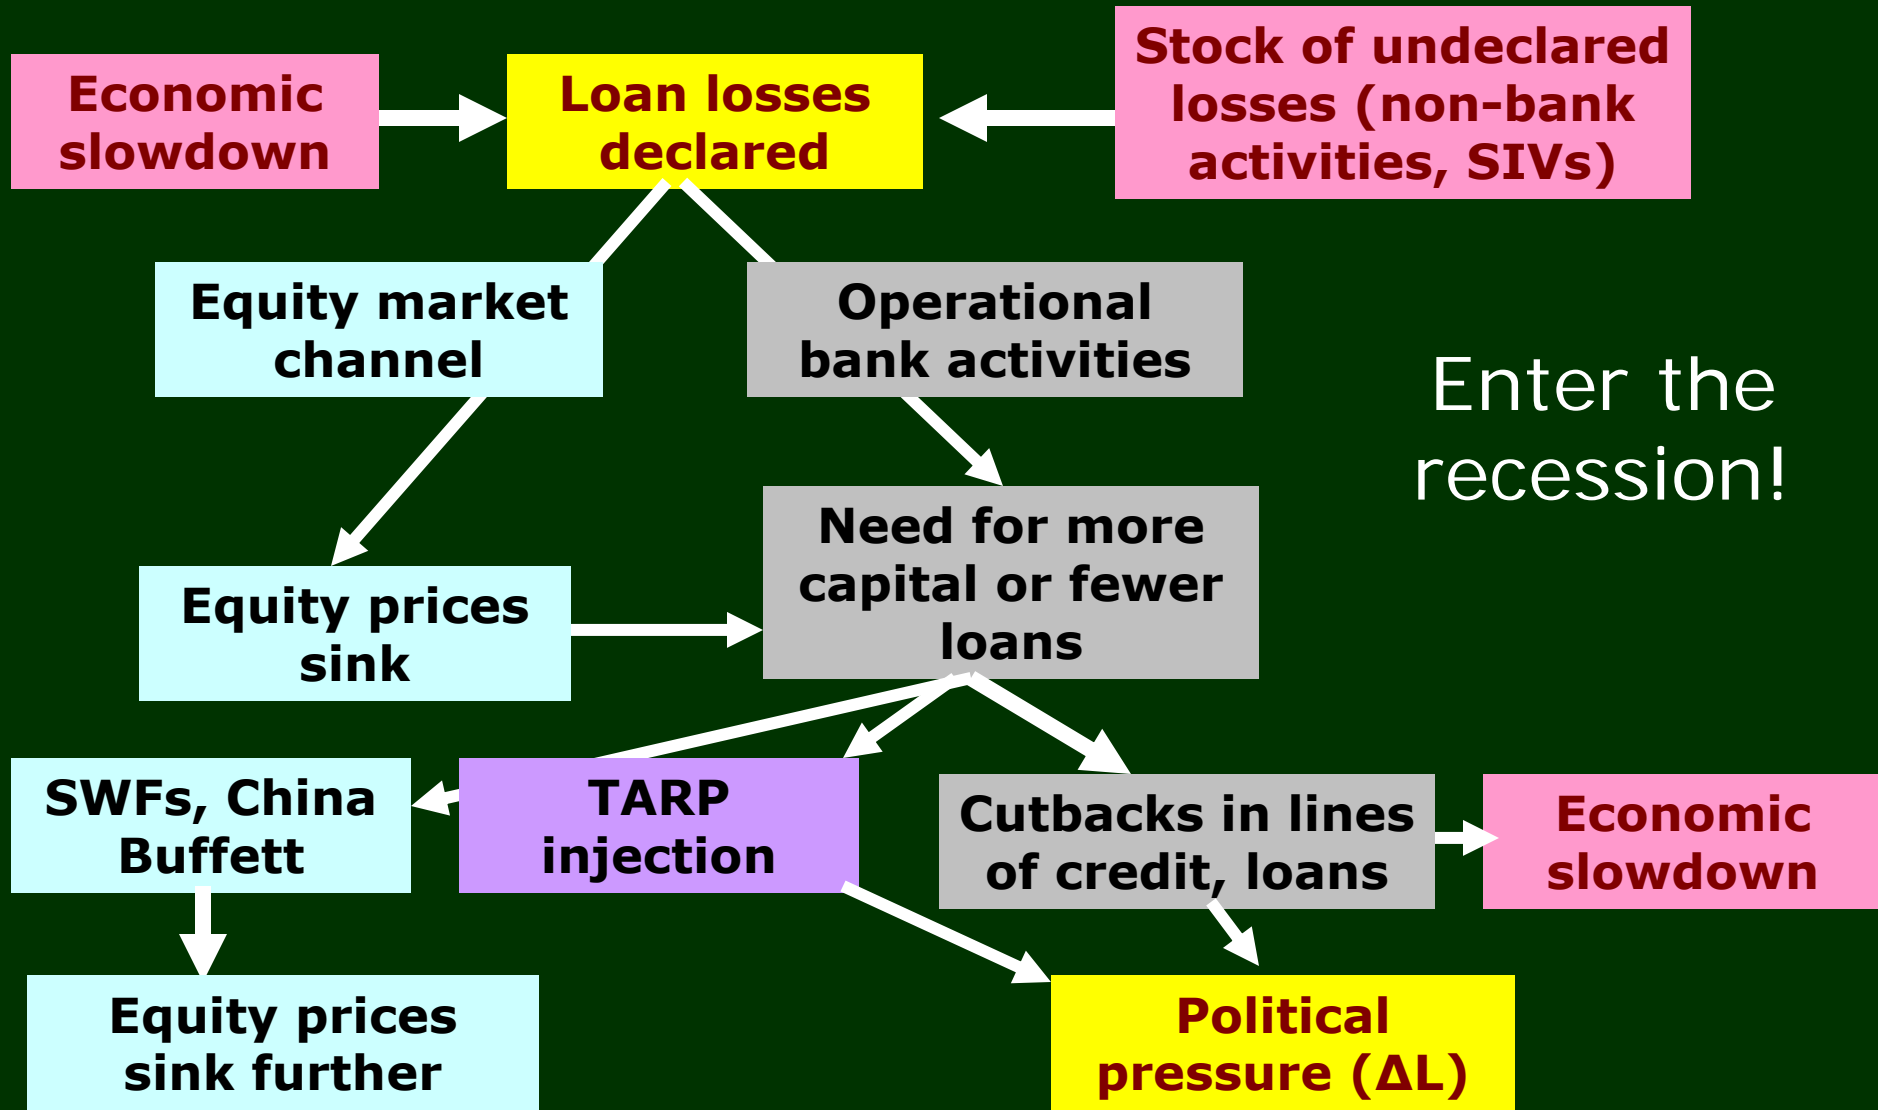 Economic
slowdown
Loan losses
declared
Stock of undeclared
losses (non-bank
activities, SIVs)
Equity market
channel
Operational
bank activities
Enter the
recession!
Need for more
capital or fewer
loans
Equity prices
sink
SWFs, China
Buffett
TARP
injection
Cutbacks in lines
of credit, loans
Economic
slowdown
Equity prices
sink further
Political
pressure (ΔL)